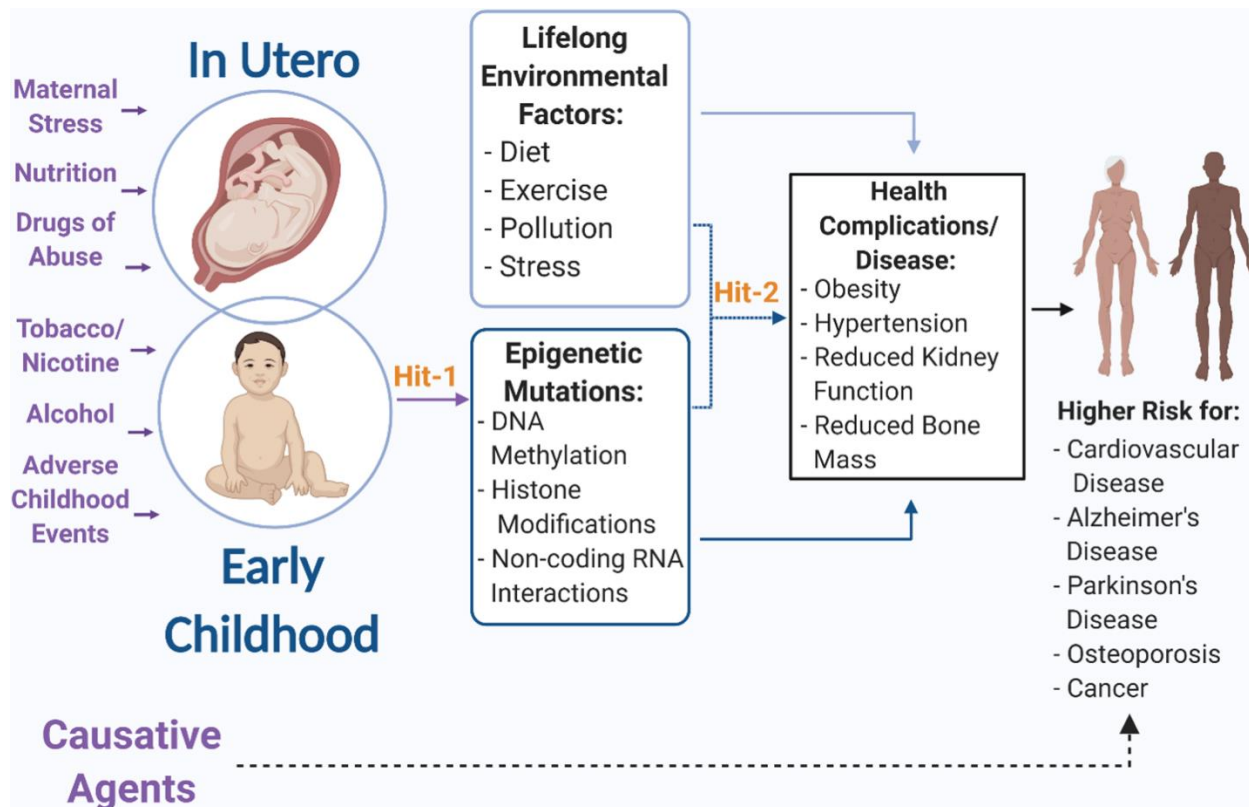 In Utero
Maternal
Stress
Nutrition
Drugs of
Abuse
Tobacco/
Nicotine
Alcohol
Adverse
Childhood
Events
Early
Childhood
Hit-1
Lifelong
Environmental
Factors:
- Diet
- Exercise
- Pollution
- Stress
Epigenetic
Mutations:
- DNA
Methylation
- Histone
Modifications
- Non-coding RNA
Interactions
Hit-2
Health
Complications/
Disease:
- Obesity
- Hypertension
- Reduced Kidney
Function
- Reduced Bone
Mass
Higher Risk for:
- Cardiovascular
Disease
- Alzheimer's
Disease
- Parkinson's
Disease
- Osteoporosis
- Cancer
Causative
Agents